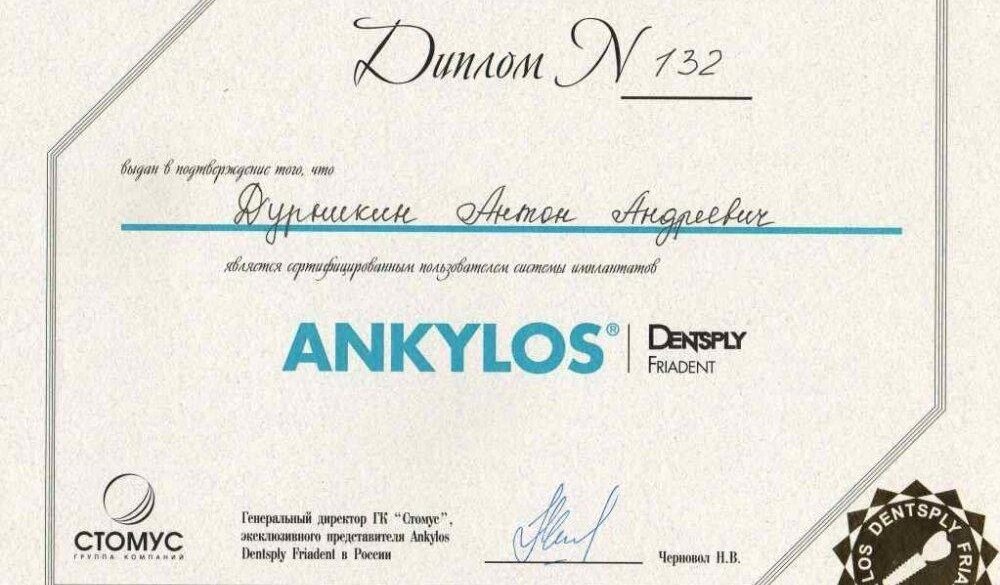 Диплом N 132
выдан в подтверждение того, что
Дурникин Антон Андреевич
является сертифицированным пользователем системы имплантатов
ANKYLOS® DENTSPLY
FRIADENT
СТОМУС
ГРУППА КОМПАНИЙ
Генеральный директор ГК “Стомус”,
эксклюзивного представителя Ankylos
Dentsply Friadent в России
Черновол Н.В.
LOS DENTSPLY FRIA